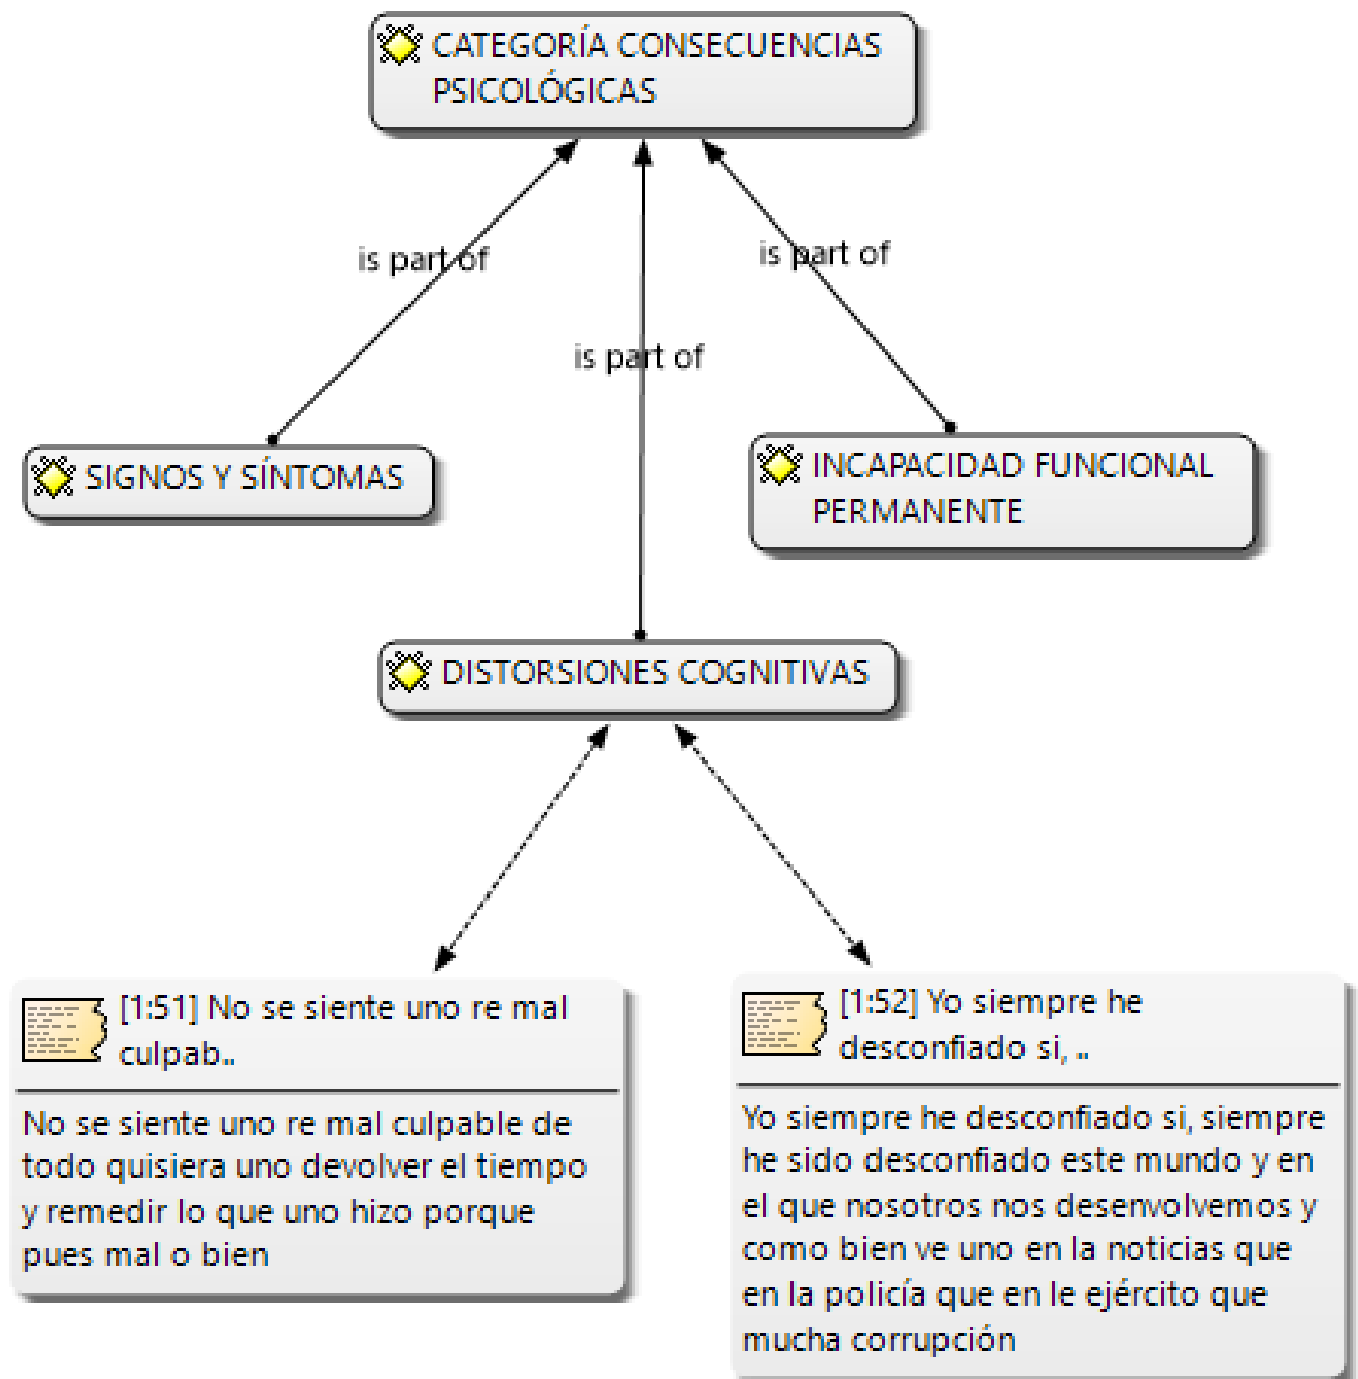 CATEGORÍA CONSECUENCIAS
PSICOLÓGICAS
is part of
is part of
is part of
SIGNOS Y SÍNTOMAS
INCAPACIDAD FUNCIONAL
PERMANENTE
DISTORSIONES COGNITIVAS
[1:51] No se siente uno re mal
culpab..
No se siente uno re mal culpable de
todo quisiera uno devolver el tiempo
y remedir lo que uno hizo porque
pues mal o bien
[1:52] Yo siempre he
desconfiado si, ..
Yo siempre he desconfiado si, siempre
he sido desconfiado este mundo y en
el que nosotros nos desenvolvemos y
como bien ve uno en la noticias que
en la policía que en le ejército que
mucha corrupción